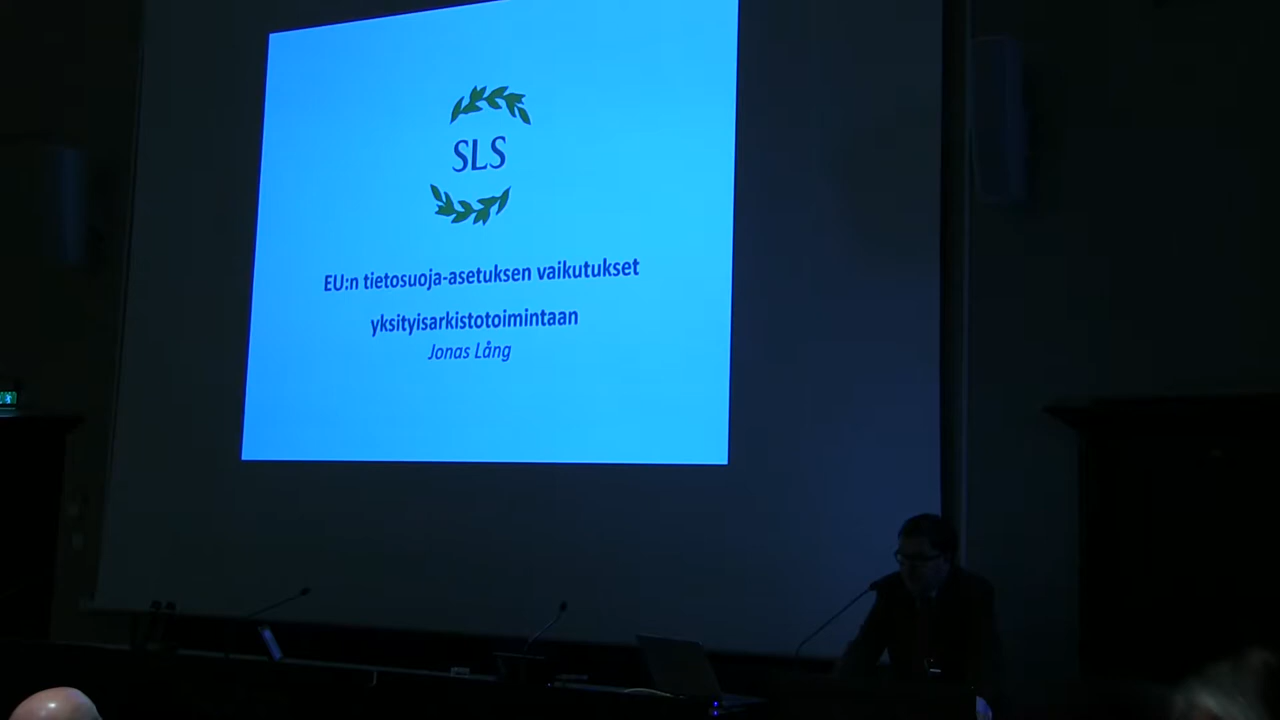 SLS
EU:n tietosuoja-asetuksen vaikutukset
yksityisarkistotoimintaan
Jonas Lång